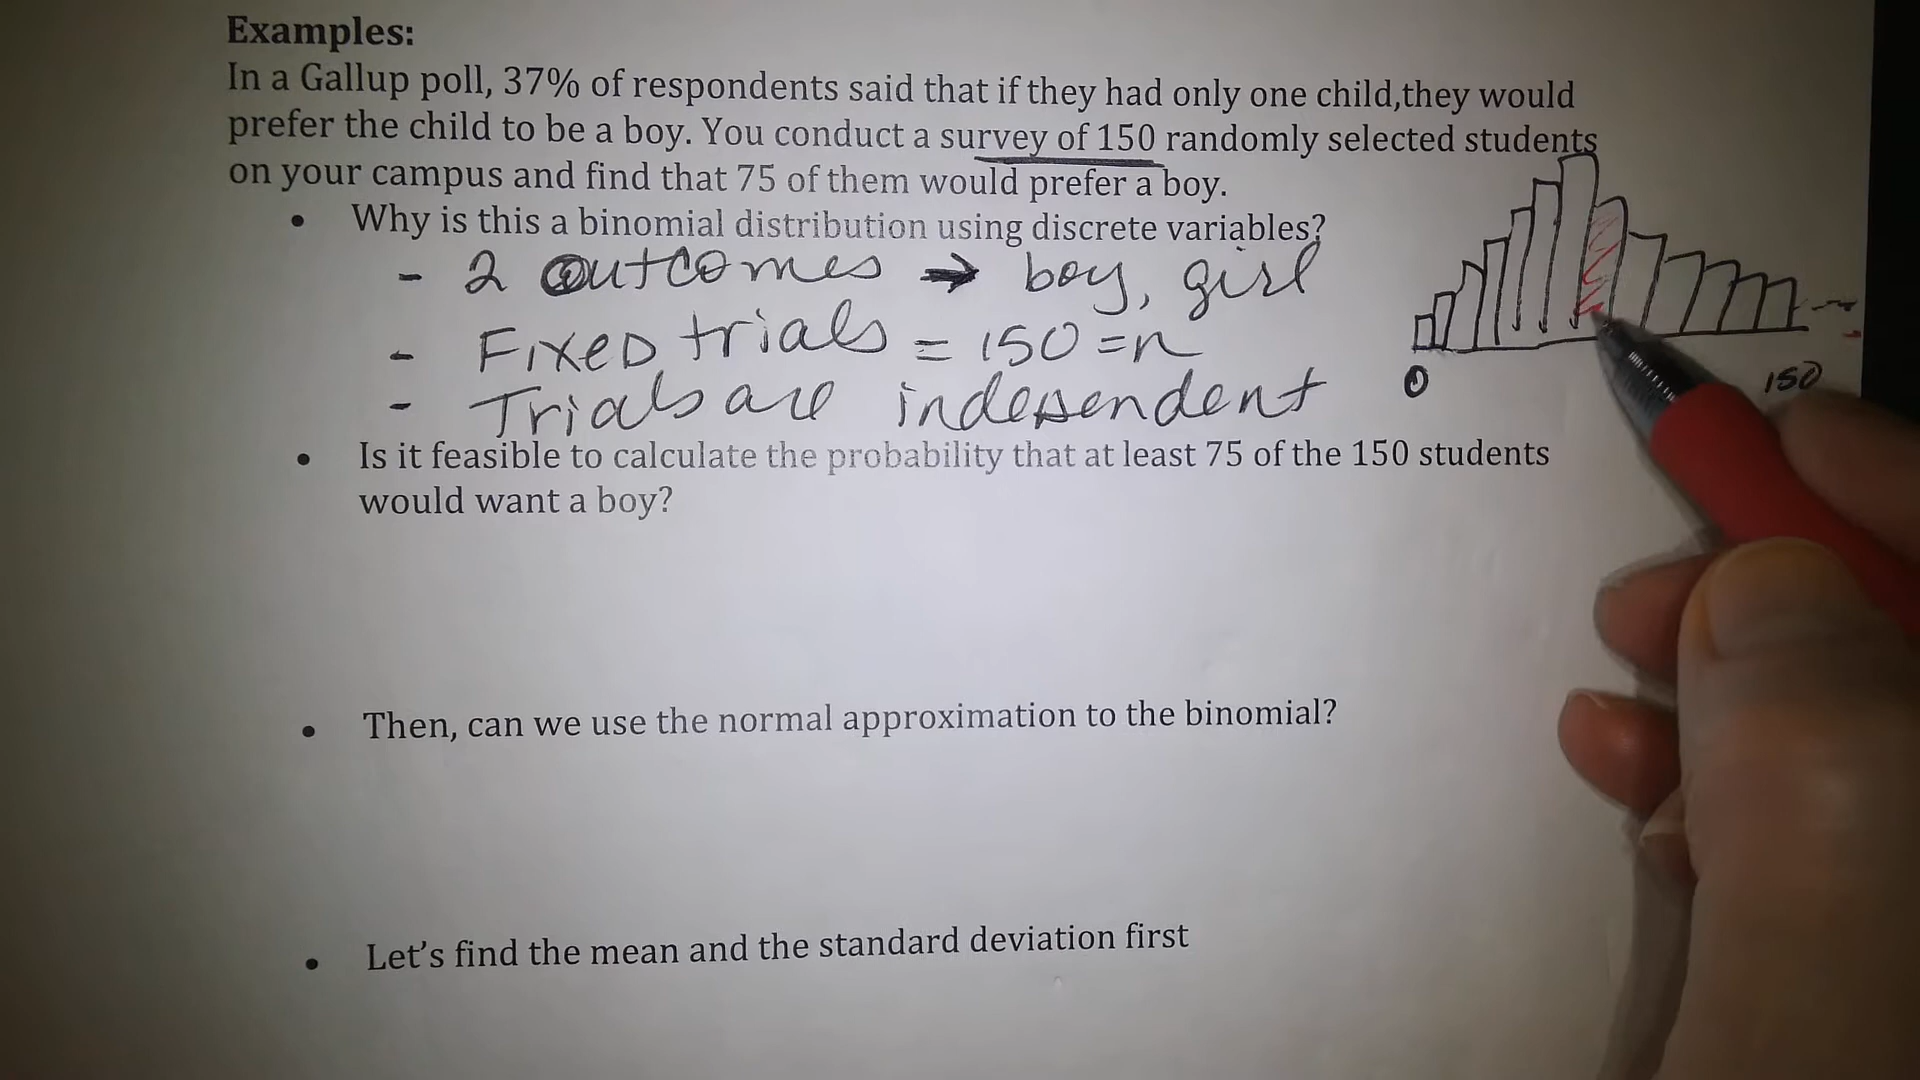 Examples:
In a Gallup poll, 37% of respondents said that if they had only one child,they would
prefer the child to be a boy. You conduct a survey of 150 randomly selected students
on your campus and find that 75 of them would prefer a boy.
• Why is this a binomial distribution using discrete variables?
- 2 outcomes → boy, girl
- Fixed trials = 150 = n
- Trials are independent
0 150
• Is it feasible to calculate the probability that at least 75 of the 150 students
would want a boy?
• Then, can we use the normal approximation to the binomial?
• Let's find the mean and the standard deviation first